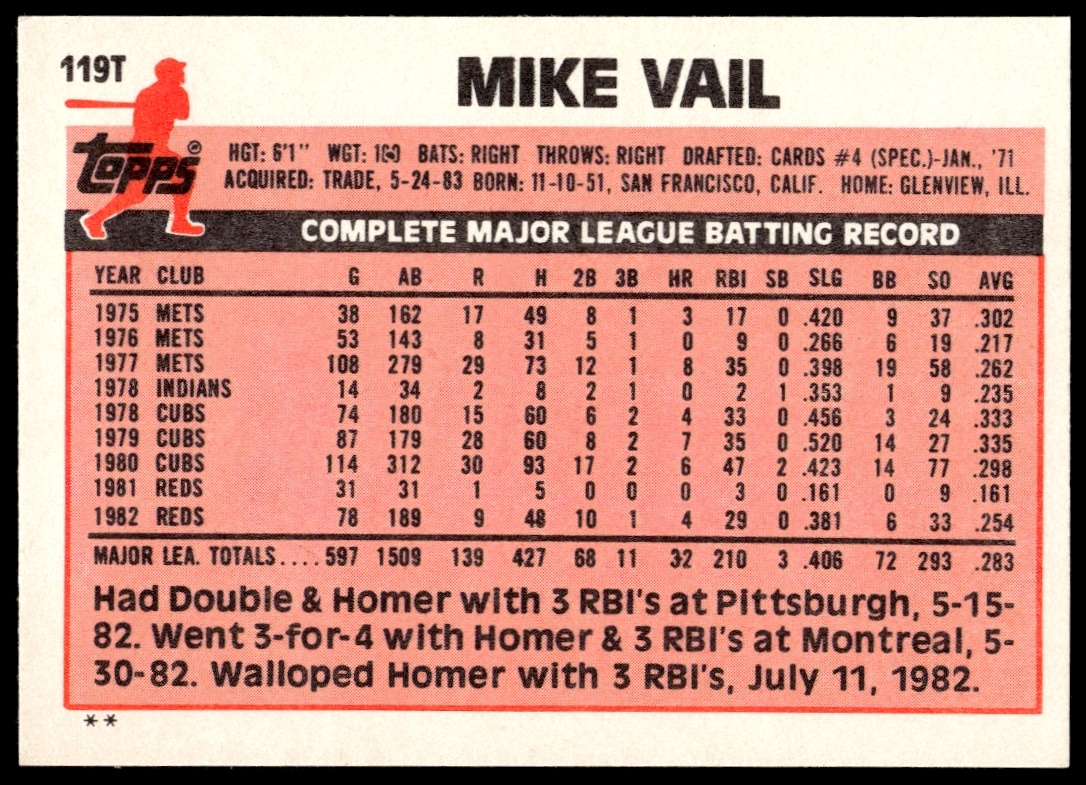 119T
MIKE VAIL
TOPPS®
HGT: 6'1" WGT: BATS: RIGHT THROWS: RIGHT DRAFTED: CARDS #4 (SPEC.)-JAN., '71
ACQUIRED: TRADE, 5-24-83 BORN: 11-10-51, SAN FRANCISCO, CALIF. HOME: GLENVIEW, ILL.
COMPLETE MAJOR LEAGUE BATTING RECORD
YEAR CLUB G AB R H 2B 3B HR RBI SB SLG BB SO AVG
1975 METS 38 162 17 49 8 1 3 17 0 .420 9 37 .302
1976 METS 53 143 8 31 5 1 0 9 0 .266 6 19 .217
1977 METS 108 279 29 73 12 1 8 35 0 .398 19 58 .262
1978 INDIANS 14 34 2 8 2 1 0 2 1 .353 1 9 .235
1978 CUBS 74 180 15 60 6 2 4 33 0 .456 3 24 .333
1979 CUBS 87 179 28 60 8 2 7 35 0 .520 14 27 .335
1980 CUBS 114 312 30 93 17 2 6 47 2 .423 14 77 .298
1981 REDS 31 31 1 5 0 0 0 3 0 .161 0 9 .161
1982 REDS 78 189 9 48 10 1 4 29 0 .381 6 33 .254
MAJOR LEA. TOTALS.... 597 1509 139 427 68 11 32 210 3 .406 72 293 .283
Had Double & Homer with 3 RBI's at Pittsburgh, 5-15-
82. Went 3-for-4 with Homer & 3 RBI's at Montreal, 5-
30-82. Walloped Homer with 3 RBI's, July 11, 1982.
**